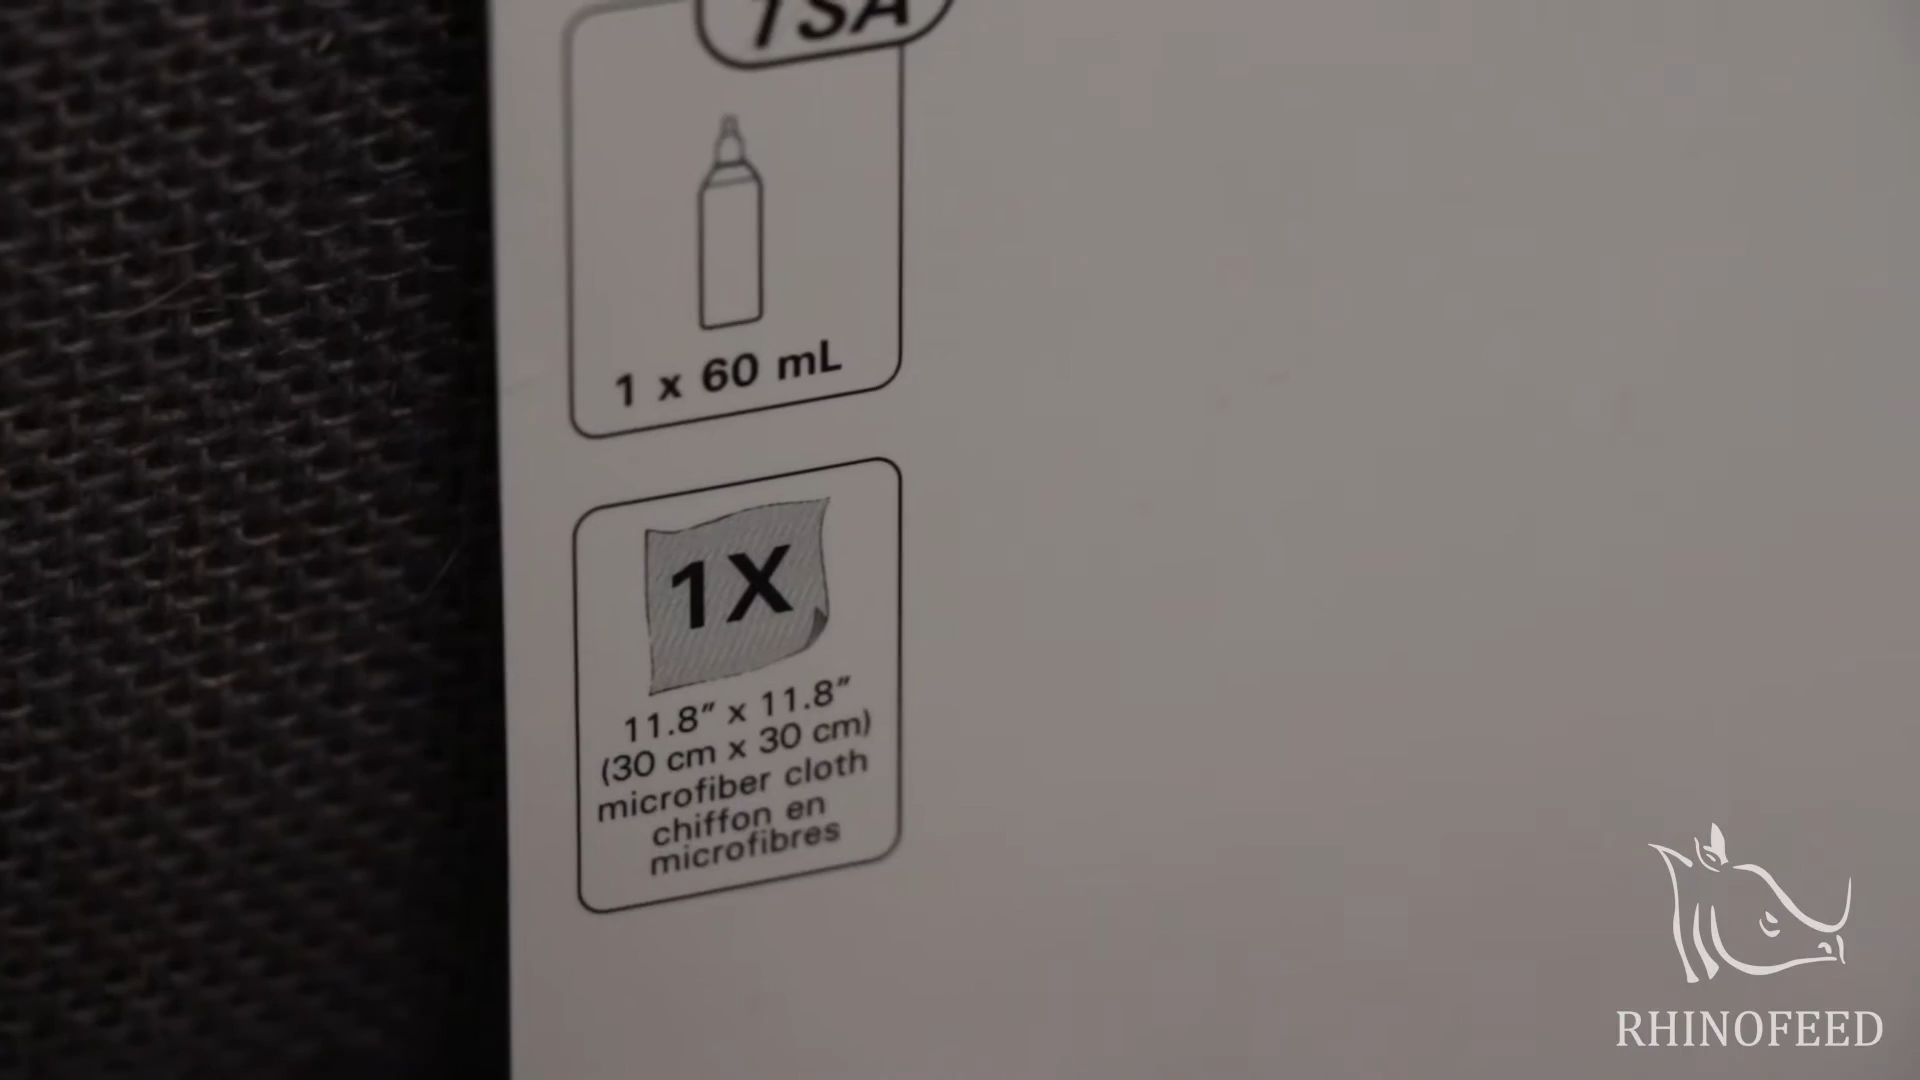 TSA
1 x 60 mL
1X
11.8" x 11.8"
(30 cm x 30 cm)
microfiber cloth
chiffon en
microfibres
RHINOFEED